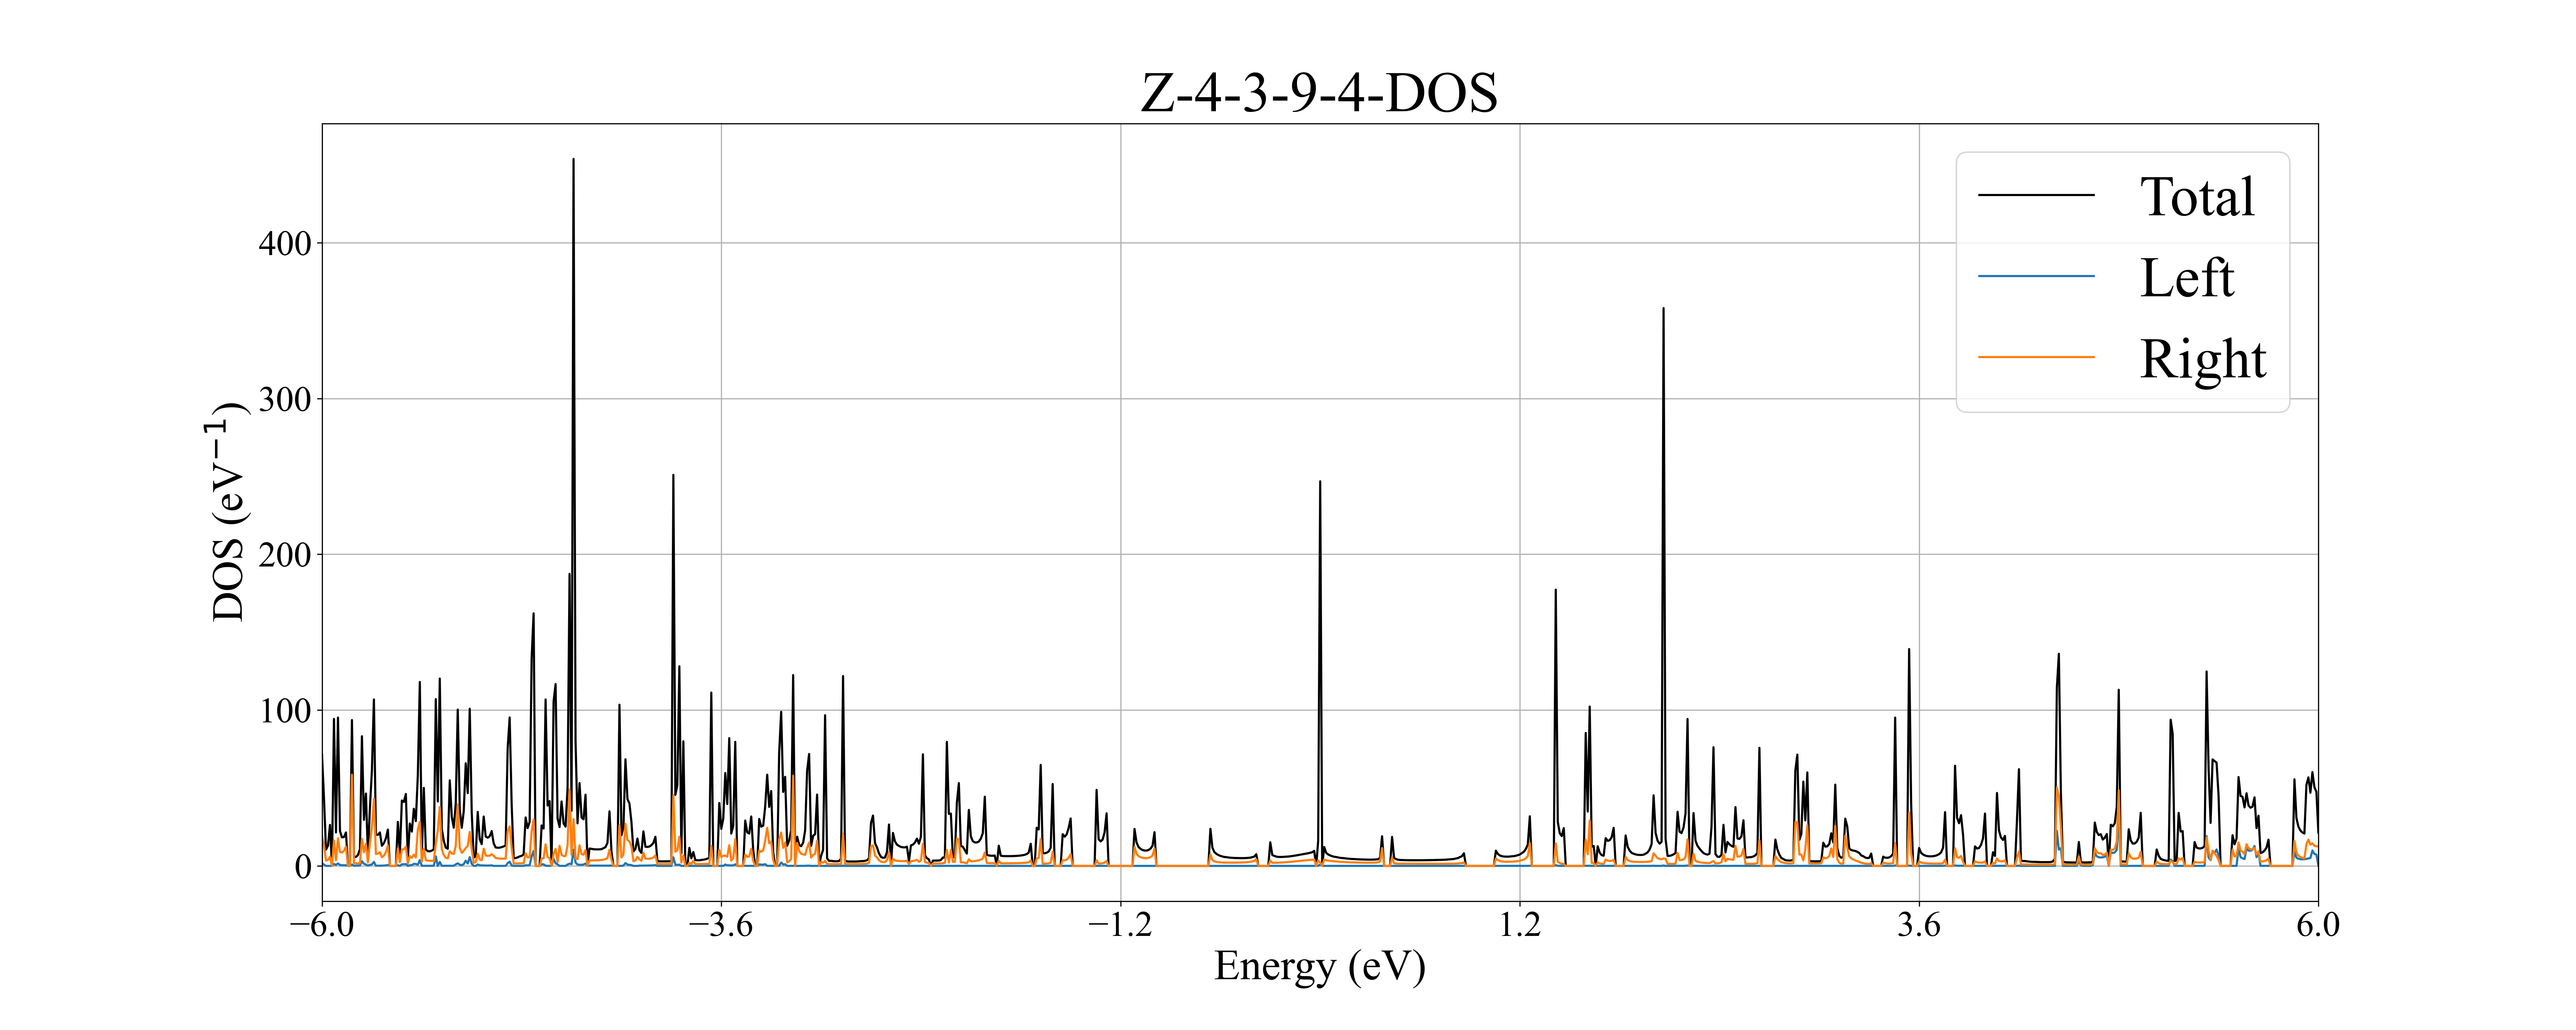 Z-4-3-9-4-DOS
Total
Left
Right
DOS (eV⁻¹)
400
300
200
100
0
−6.0 −3.6 −1.2 1.2 3.6 6.0
Energy (eV)